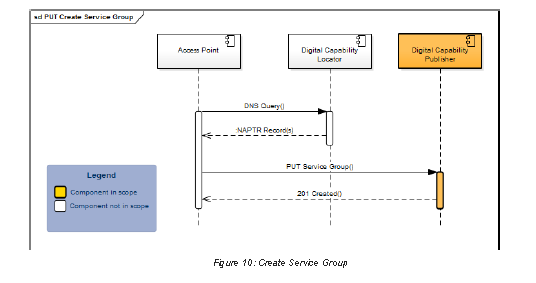 sd PUT Create Service Group
Access Point
Digital Capability
Locator
Digital Capability
Publisher
DNS Query()
:NAPTR Record(s)
PUT Service Group()
:201 Created()
Legend
Component in scope
Component not in scope
Figure 10: Create Service Group